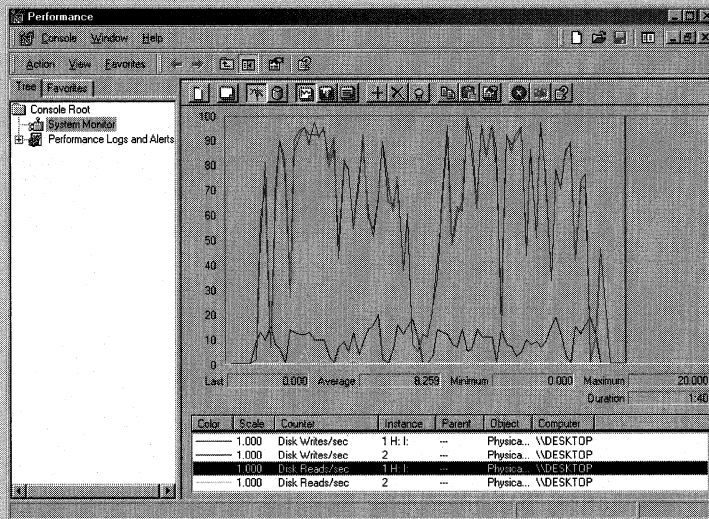 Performance
Console Window Help
Action View Favorites
Tree Favorites
Console Root
System Monitor
Performance Logs and Alerts
100
90
80
70
60
50
40
30
20
10
0
Last 0.000 Average 8.259 Minimum 0.000 Maximum 20.000
Duration 1:40
Color Scale Counter Instance Parent Object Computer
1.000 Disk Writes/sec 1 H: I: --- Physica... \\DESKTOP
1.000 Disk Writes/sec 2 --- Physica... \\DESKTOP
1.000 Disk Reads/sec 1 H: I: --- Physica... \\DESKTOP
1.000 Disk Reads/sec 2 --- Physica... \\DESKTOP